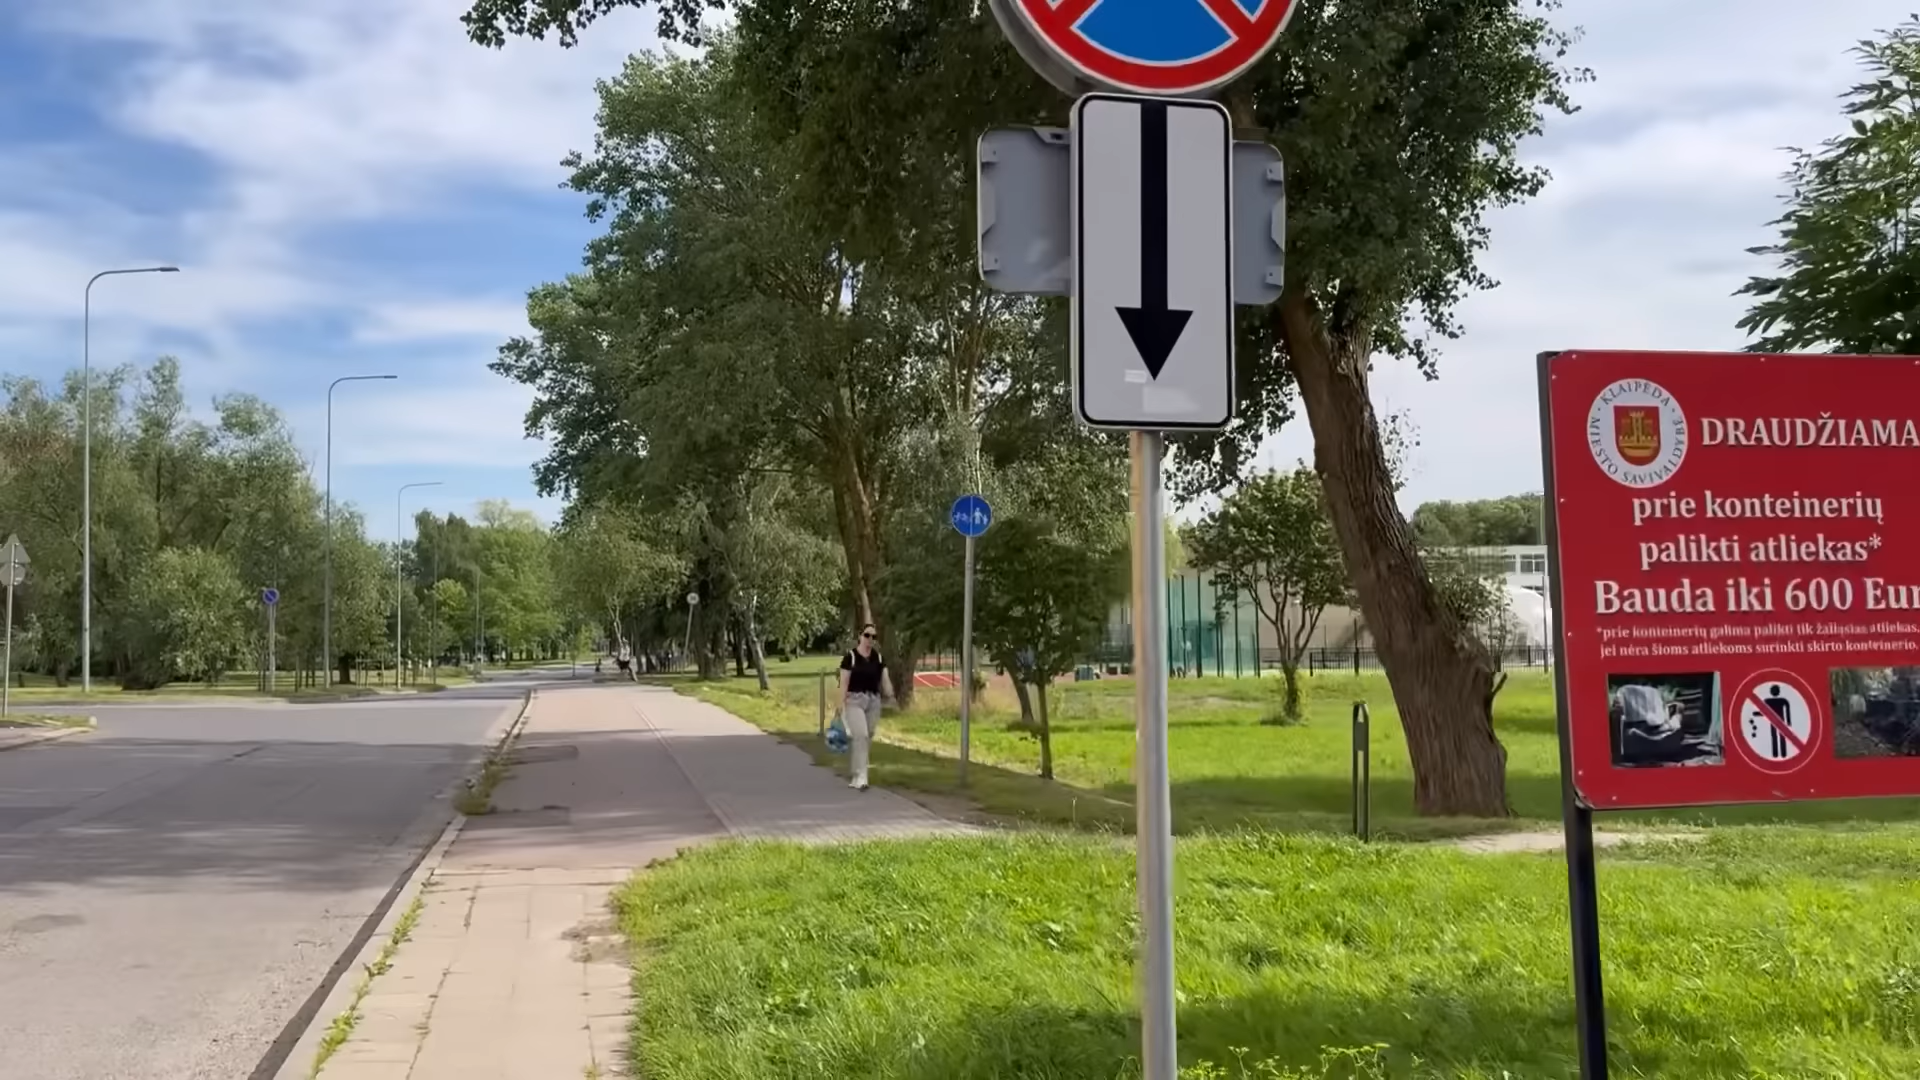 KLAIPĖDA
MIESTO SAVIVALDYBĖ
DRAUDŽIAMA
prie konteinerių
palikti atliekas*
Bauda iki 600 Eur
*prie konteinerių galima palikti tik žaliąsias atliekas,
jei nėra šioms atliekoms surinkti skirto konteinerio.